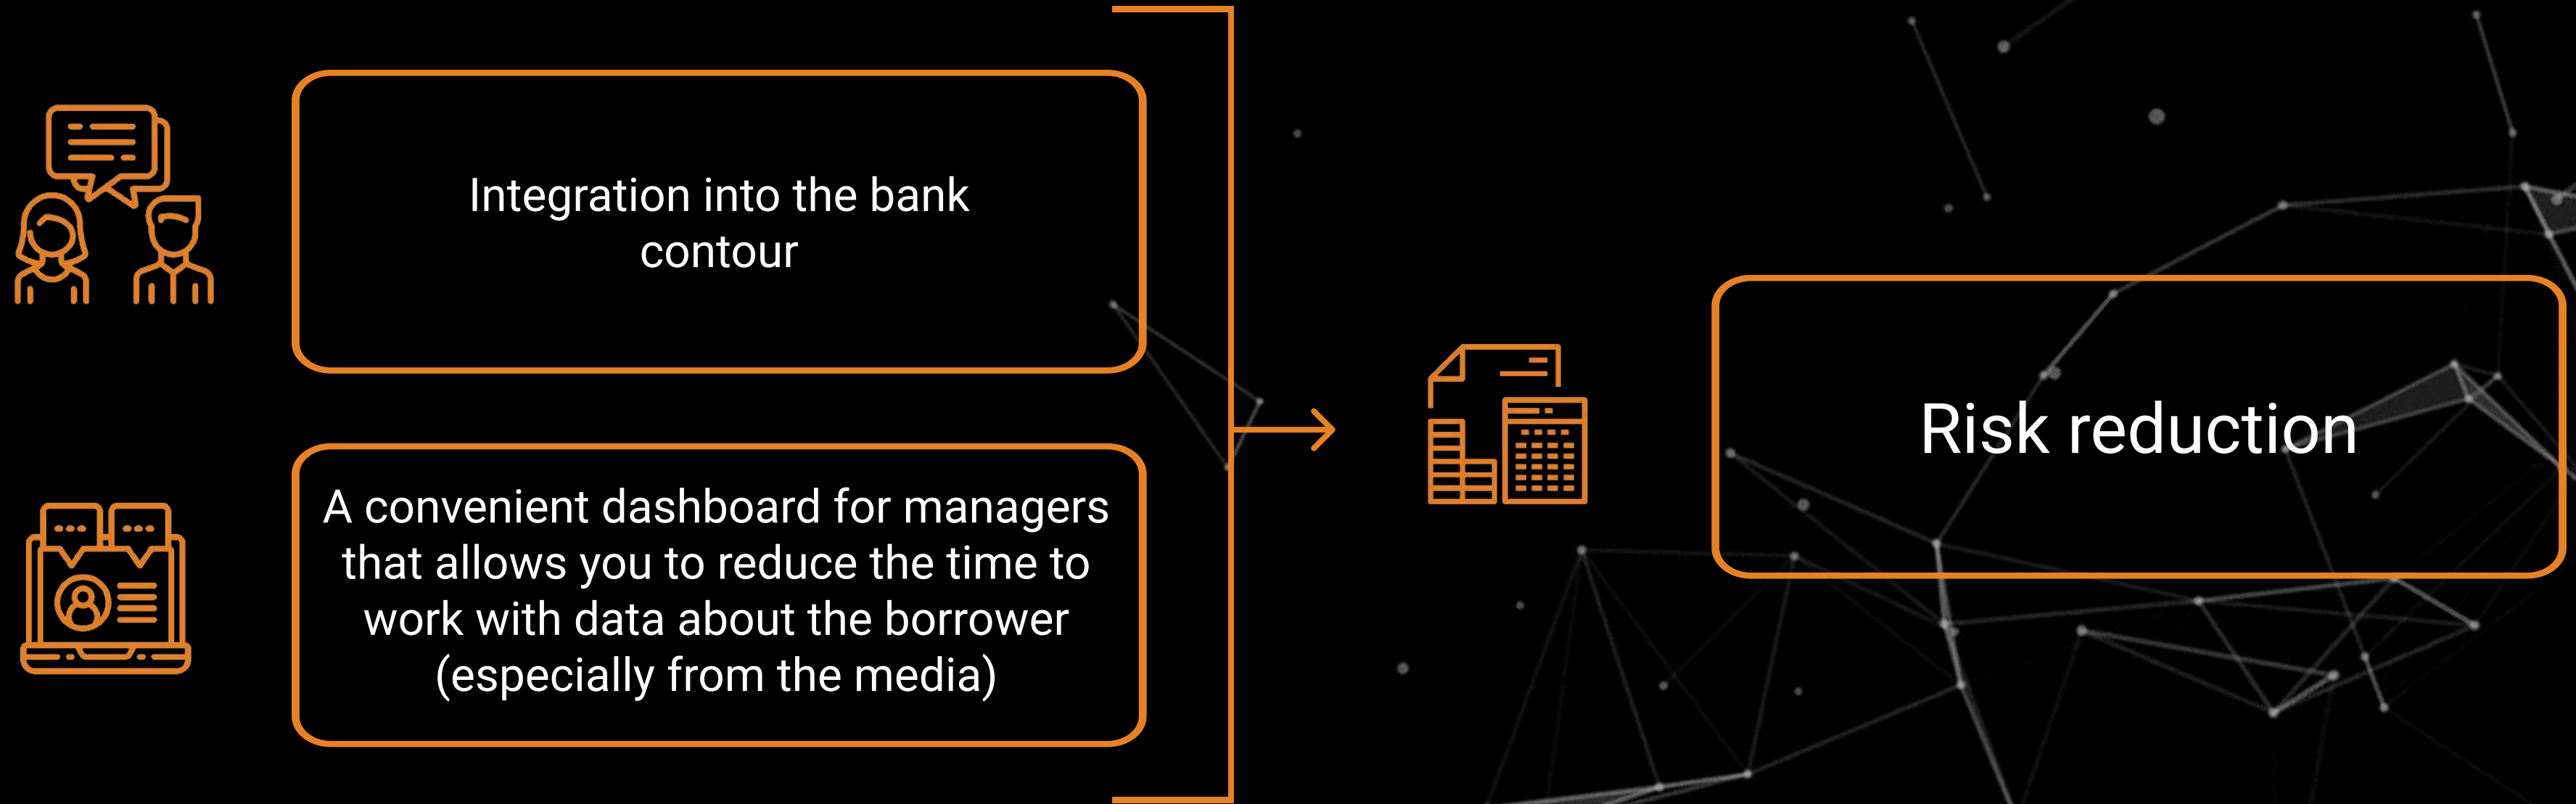 Integration into the bank
contour
A convenient dashboard for managers
that allows you to reduce the time to
work with data about the borrower
(especially from the media)
Risk reduction